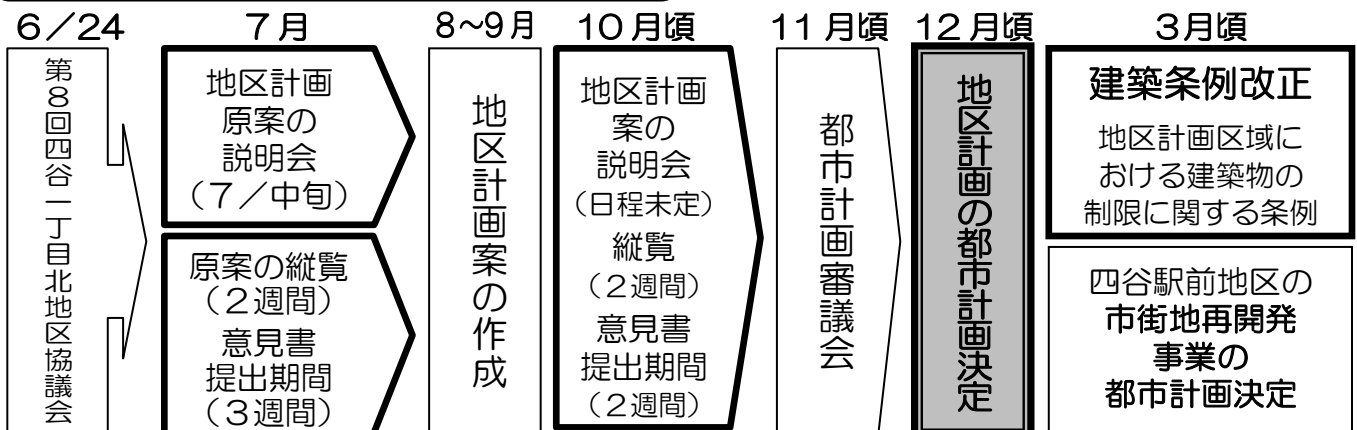 6／24
7月
8~9月
10月頃
11月頃
12月頃
3月頃
第8回四谷一丁目北地区協議会
地区計画
原案の
説明会
（7／中旬）
原案の縦覧
（2週間）
意見書
提出期間
（3週間）
地区計画案の作成
地区計画
案の
説明会
（日程未定）
縦覧
（2週間）
意見書
提出期間
（2週間）
都市計画審議会
地区計画の都市計画決定
建築条例改正
地区計画区域に
おける建築物の
制限に関する条例
四谷駅前地区の
市街地再開発
事業の
都市計画決定